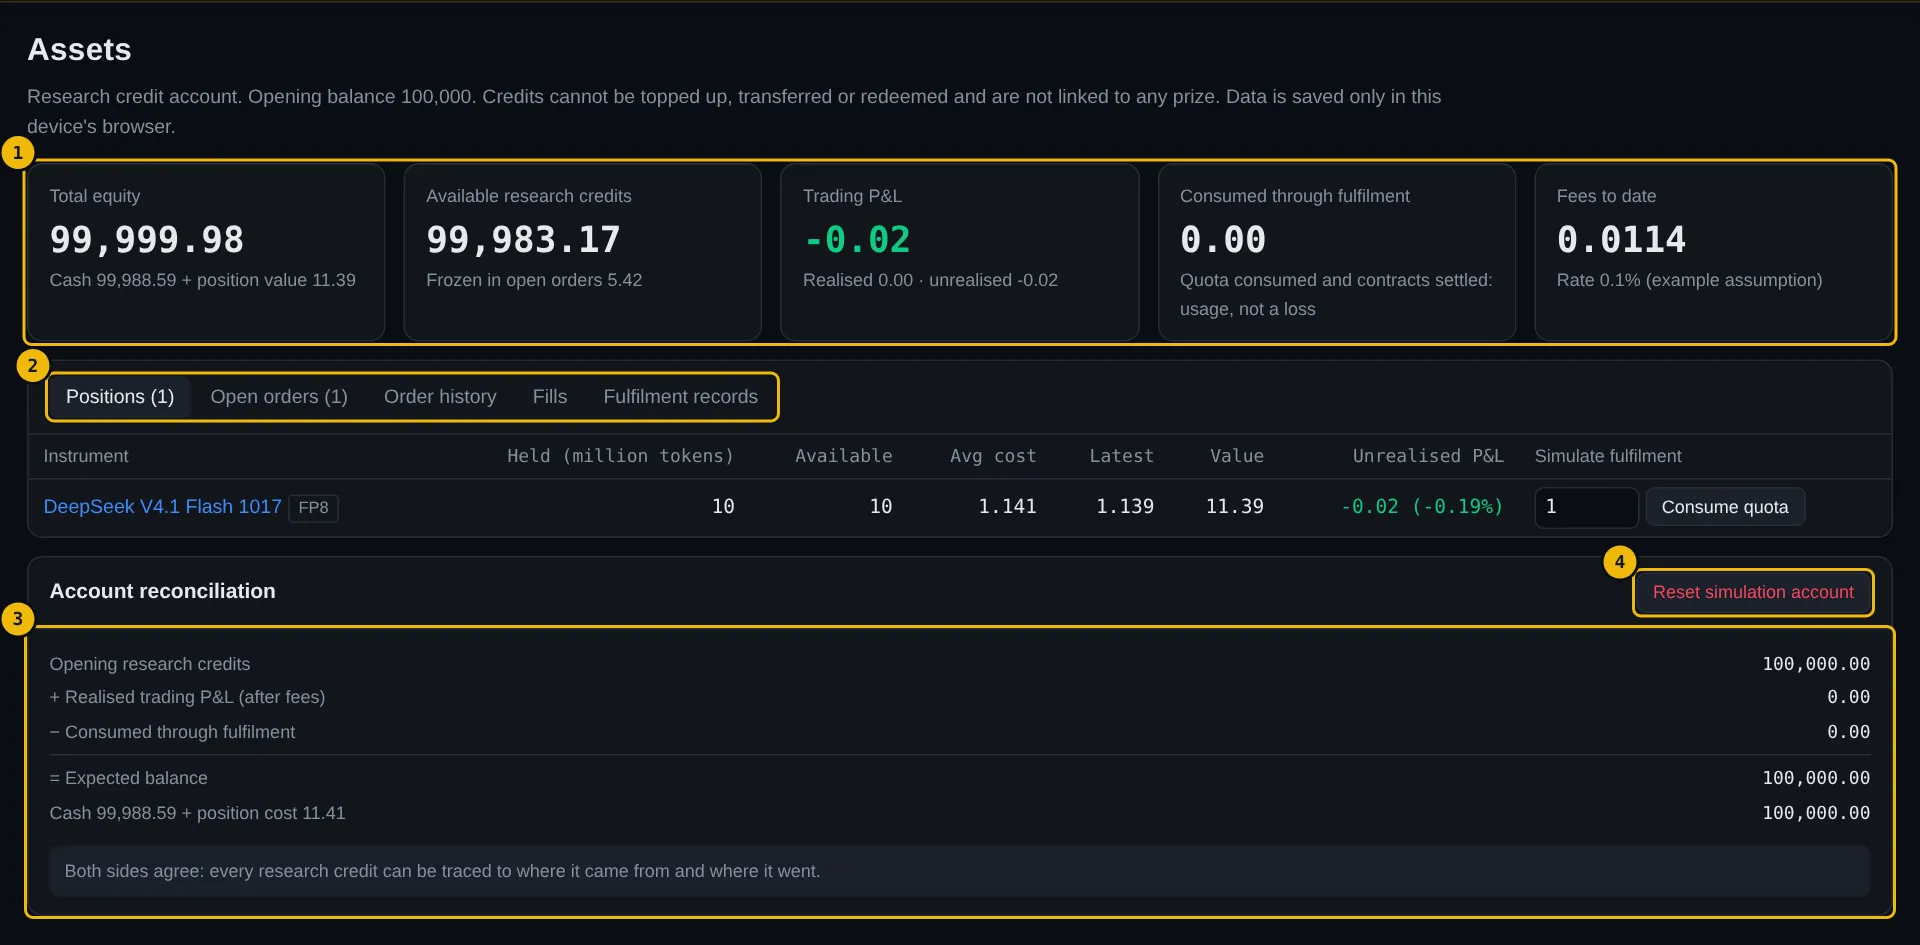 Assets
Research credit account. Opening balance 100,000. Credits cannot be topped up, transferred or redeemed and are not linked to any prize. Data is saved only in this
device's browser.
1
Total equity
99,999.98
Cash 99,988.59 + position value 11.39
Available research credits
99,983.17
Frozen in open orders 5.42
Trading P&L
-0.02
Realised 0.00 · unrealised -0.02
Consumed through fulfilment
0.00
Quota consumed and contracts settled:
usage, not a loss
Fees to date
0.0114
Rate 0.1% (example assumption)
2
Positions (1) Open orders (1) Order history Fills Fulfilment records
Instrument Held (million tokens) Available Avg cost Latest Value Unrealised P&L Simulate fulfilment
DeepSeek V4.1 Flash 1017 FP8 10 10 1.141 1.139 11.39 -0.02 (-0.19%) 1 Consume quota
4
Account reconciliation Reset simulation account
3
Opening research credits 100,000.00
+ Realised trading P&L (after fees) 0.00
− Consumed through fulfilment 0.00
= Expected balance 100,000.00
Cash 99,988.59 + position cost 11.41 100,000.00
Both sides agree: every research credit can be traced to where it came from and where it went.